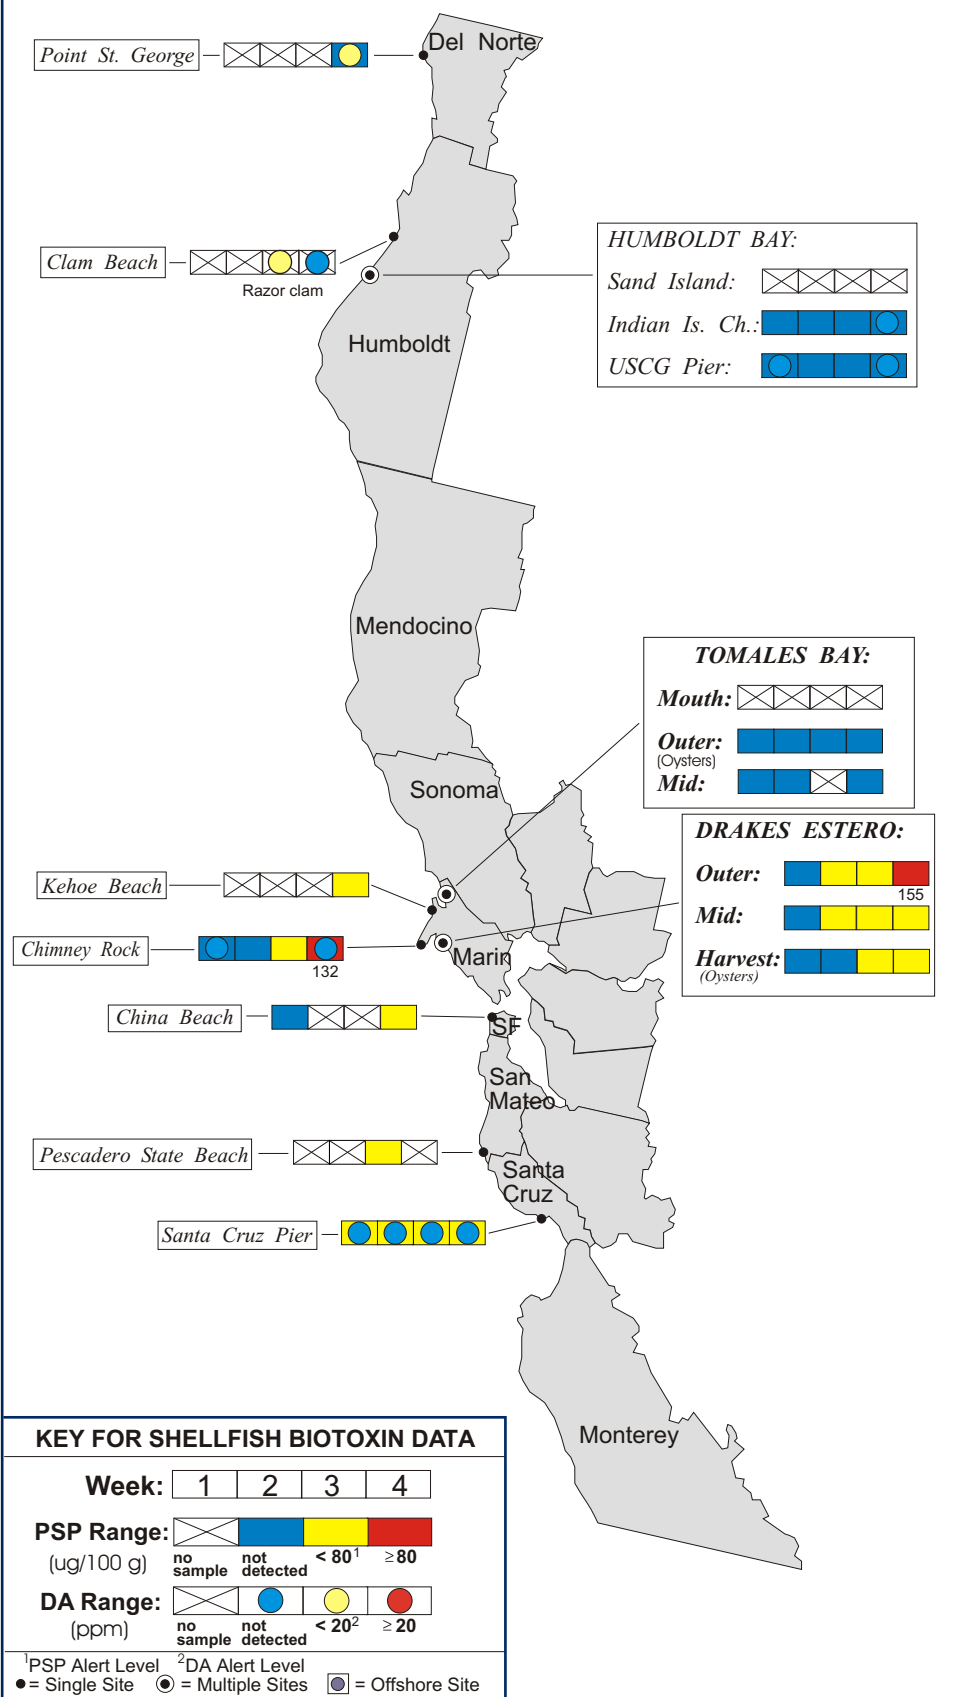 Del Norte
Point St. George
Clam Beach
Razor clam
HUMBOLDT BAY:
Sand Island:
Indian Is. Ch.:
USCG Pier:
Humboldt
Mendocino
TOMALES BAY:
Mouth:
Outer:
(Oysters)
Mid:
Sonoma
DRAKES ESTERO:
Outer:
155
Mid:
Harvest:
(Oysters)
Kehoe Beach
Chimney Rock
132
Marin
China Beach
SF
San
Mateo
Pescadero State Beach
Santa
Cruz
Santa Cruz Pier
Monterey
KEY FOR SHELLFISH BIOTOXIN DATA
Week: 1 2 3 4
PSP Range:
(ug/100 g)
no sample
not detected
< 80¹
≥80
DA Range:
(ppm)
no sample
not detected
< 20²
≥ 20
¹PSP Alert Level ²DA Alert Level
= Single Site = Multiple Sites = Offshore Site